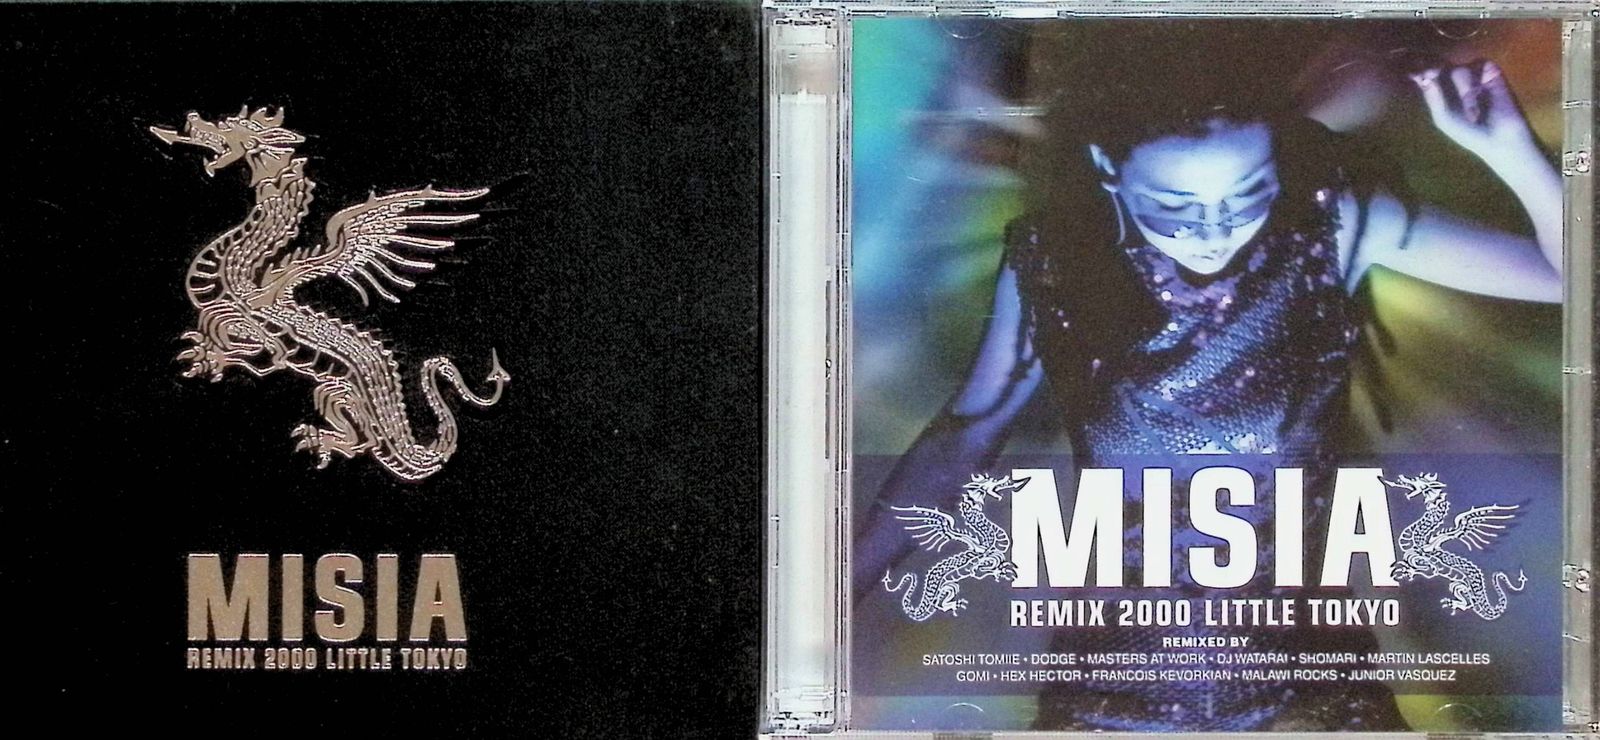 MISIA
REMIX 2000 LITTLE TOKYO
MISIA
REMIX 2000 LITTLE TOKYO
REMIXED BY
SATOSHI TOMIIE • DODGE • MASTERS AT WORK • DJ WATARAI • SHOMARI • MARTIN LASCELLES
GOMI • HEX HECTOR • FRANCOIS KEVORKIAN • MALAWI ROCKS • JUNIOR VASQUEZ